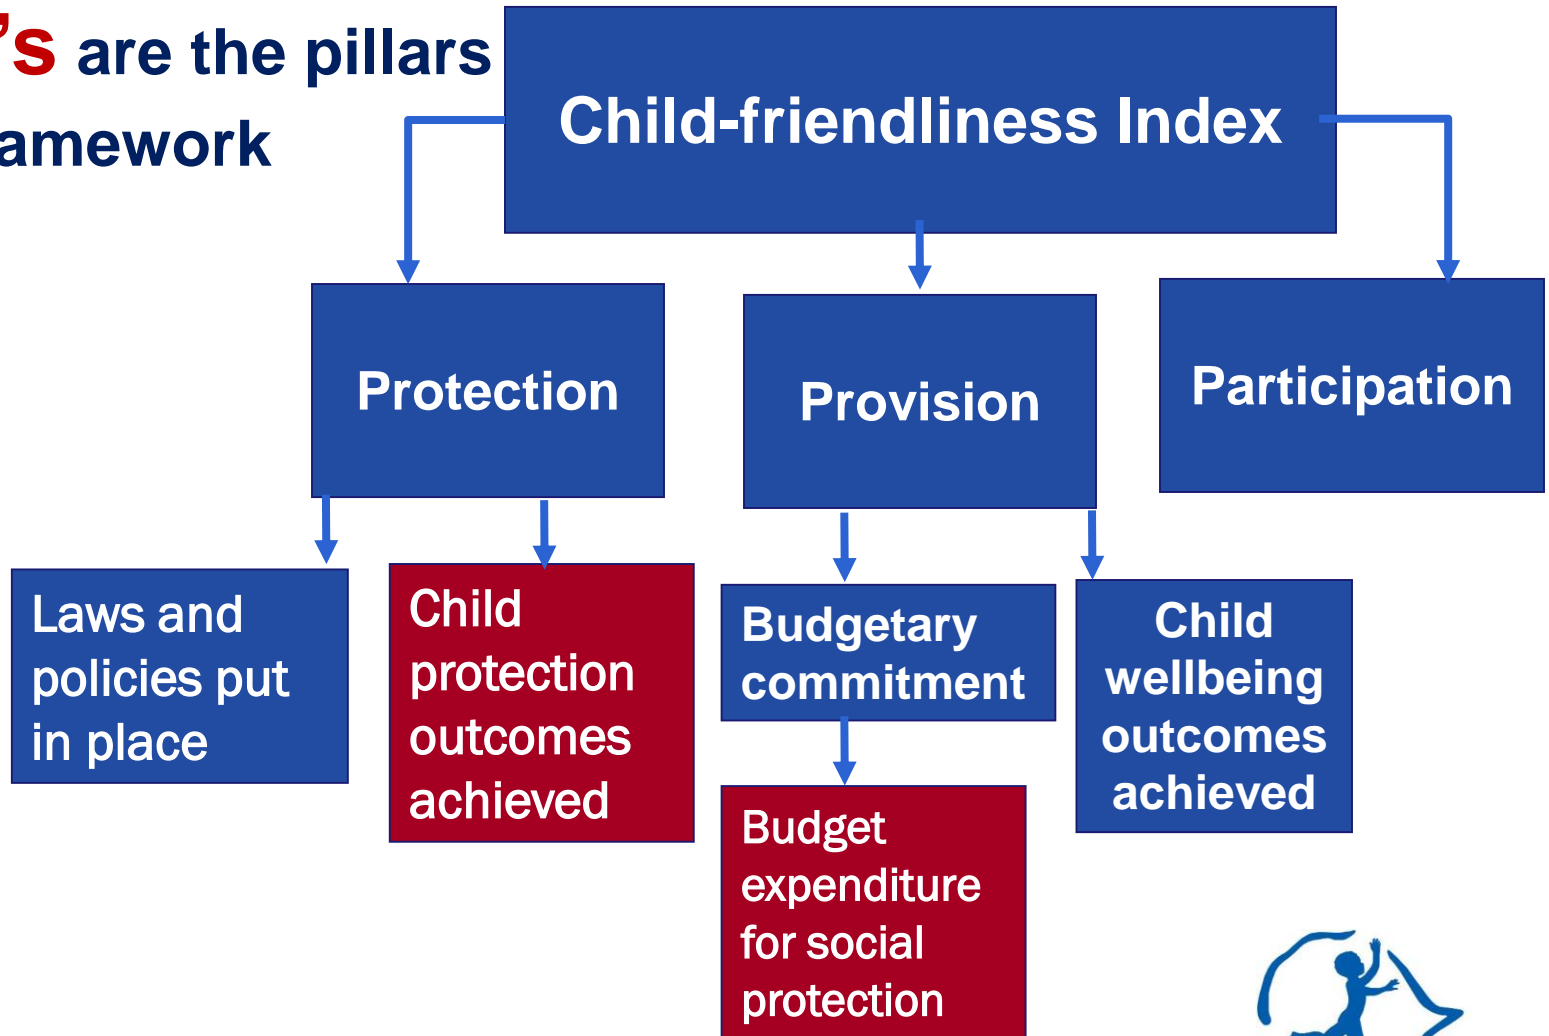 ’s are the pillars
amework
Child-friendliness Index
Protection
Provision
Participation
Laws and
policies put
in place
Child
protection
outcomes
achieved
Budgetary
commitment
Child
wellbeing
outcomes
achieved
Budget
expenditure
for social
protection